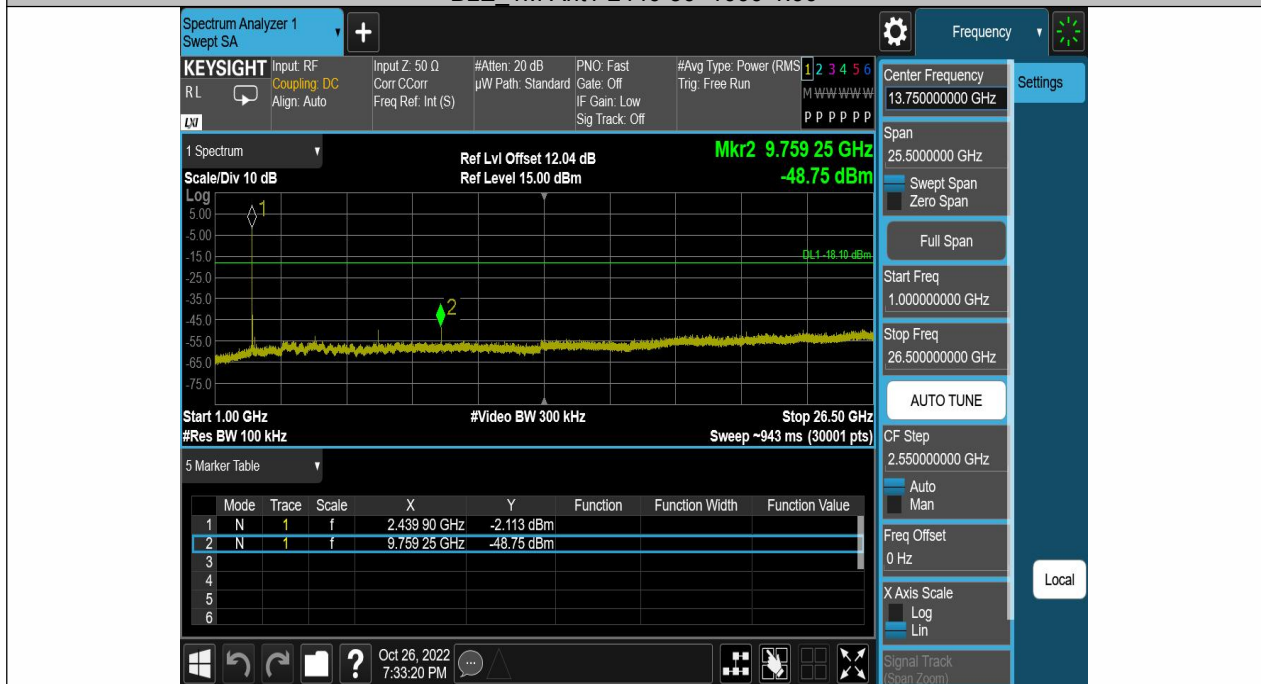 Spectrum Analyzer 1
Swept SA
+
Frequency
KEYSIGHT
RL
LXI
Input: RF
Coupling: DC
Align: Auto
Input Z: 50 Ω
Corr CCorr
Freq Ref: Int (S)
#Atten: 20 dB
µW Path: Standard
PNO: Fast
Gate: Off
IF Gain: Low
Sig Track: Off
#Avg Type: Power (RMS
Trig: Free Run
1 2 3 4 5 6
M W W W W W
P P P P P P
1 Spectrum
Scale/Div 10 dB
Log
Ref Lvl Offset 12.04 dB
Ref Level 15.00 dBm
Mkr2 9.759 25 GHz
-48.75 dBm
5.00
-5.00
-15.0
-25.0
-35.0
-45.0
-55.0
-65.0
-75.0
1
2
DL1 -18.10 dBm
Start 1.00 GHz
#Res BW 100 kHz
#Video BW 300 kHz
Stop 26.50 GHz
Sweep ~943 ms (30001 pts)
5 Marker Table
Mode Trace Scale X Y Function Function Width Function Value
1 N 1 f 2.439 90 GHz -2.113 dBm
2 N 1 f 9.759 25 GHz -48.75 dBm
3
4
5
6
?
Oct 26, 2022
7:33:20 PM
Center Frequency
13.750000000 GHz
Settings
Span
25.5000000 GHz
Swept Span
Zero Span
Full Span
Start Freq
1.000000000 GHz
Stop Freq
26.500000000 GHz
AUTO TUNE
CF Step
2.550000000 GHz
Auto
Man
Freq Offset
0 Hz
X Axis Scale
Log
Lin
Local
Signal Track
(Span Zoom)